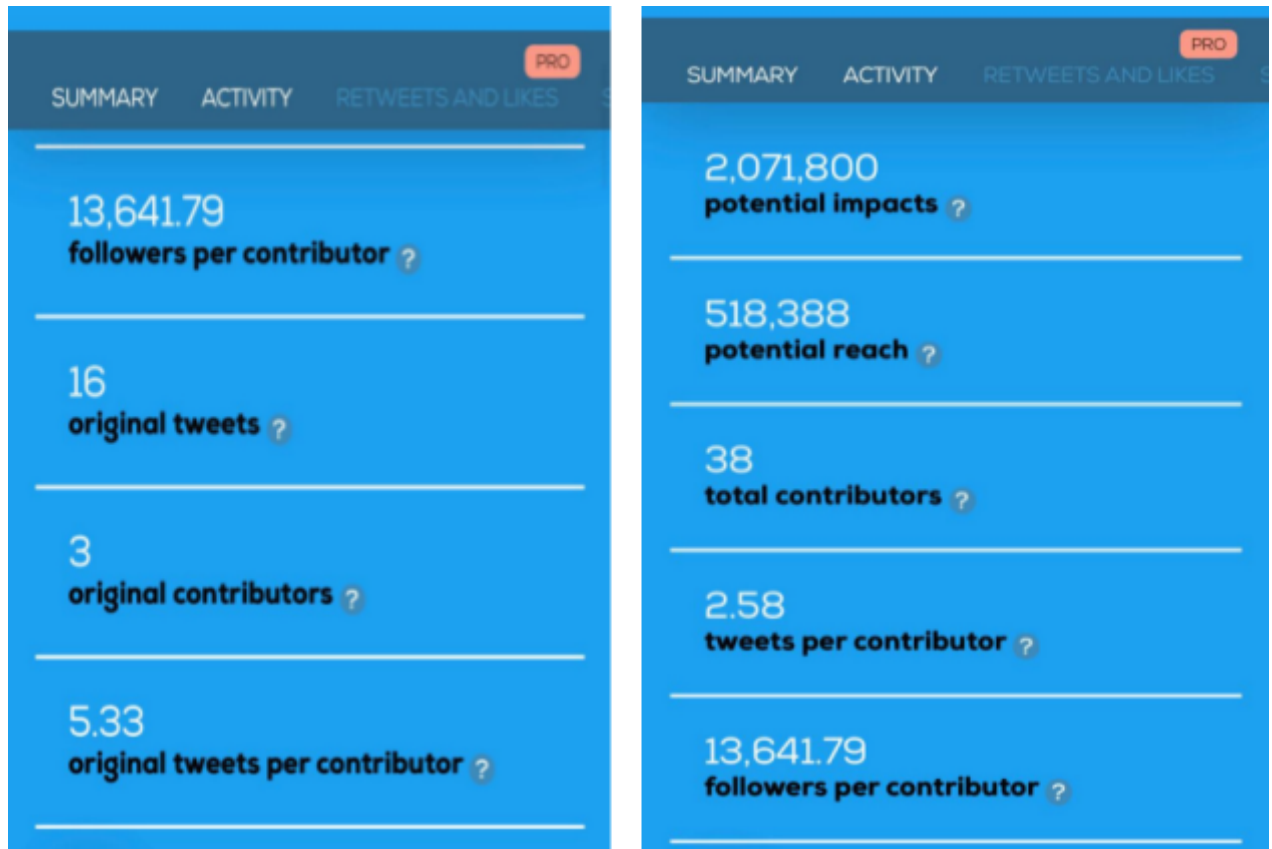 PRO
SUMMARY ACTIVITY RETWEETS AND LIKES
13,641.79
followers per contributor ?
16
original tweets ?
3
original contributors ?
5.33
original tweets per contributor ?
PRO
SUMMARY ACTIVITY RETWEETS AND LIKES S
2,071,800
potential impacts ?
518,388
potential reach ?
38
total contributors ?
2.58
tweets per contributor ?
13,641.79
followers per contributor ?